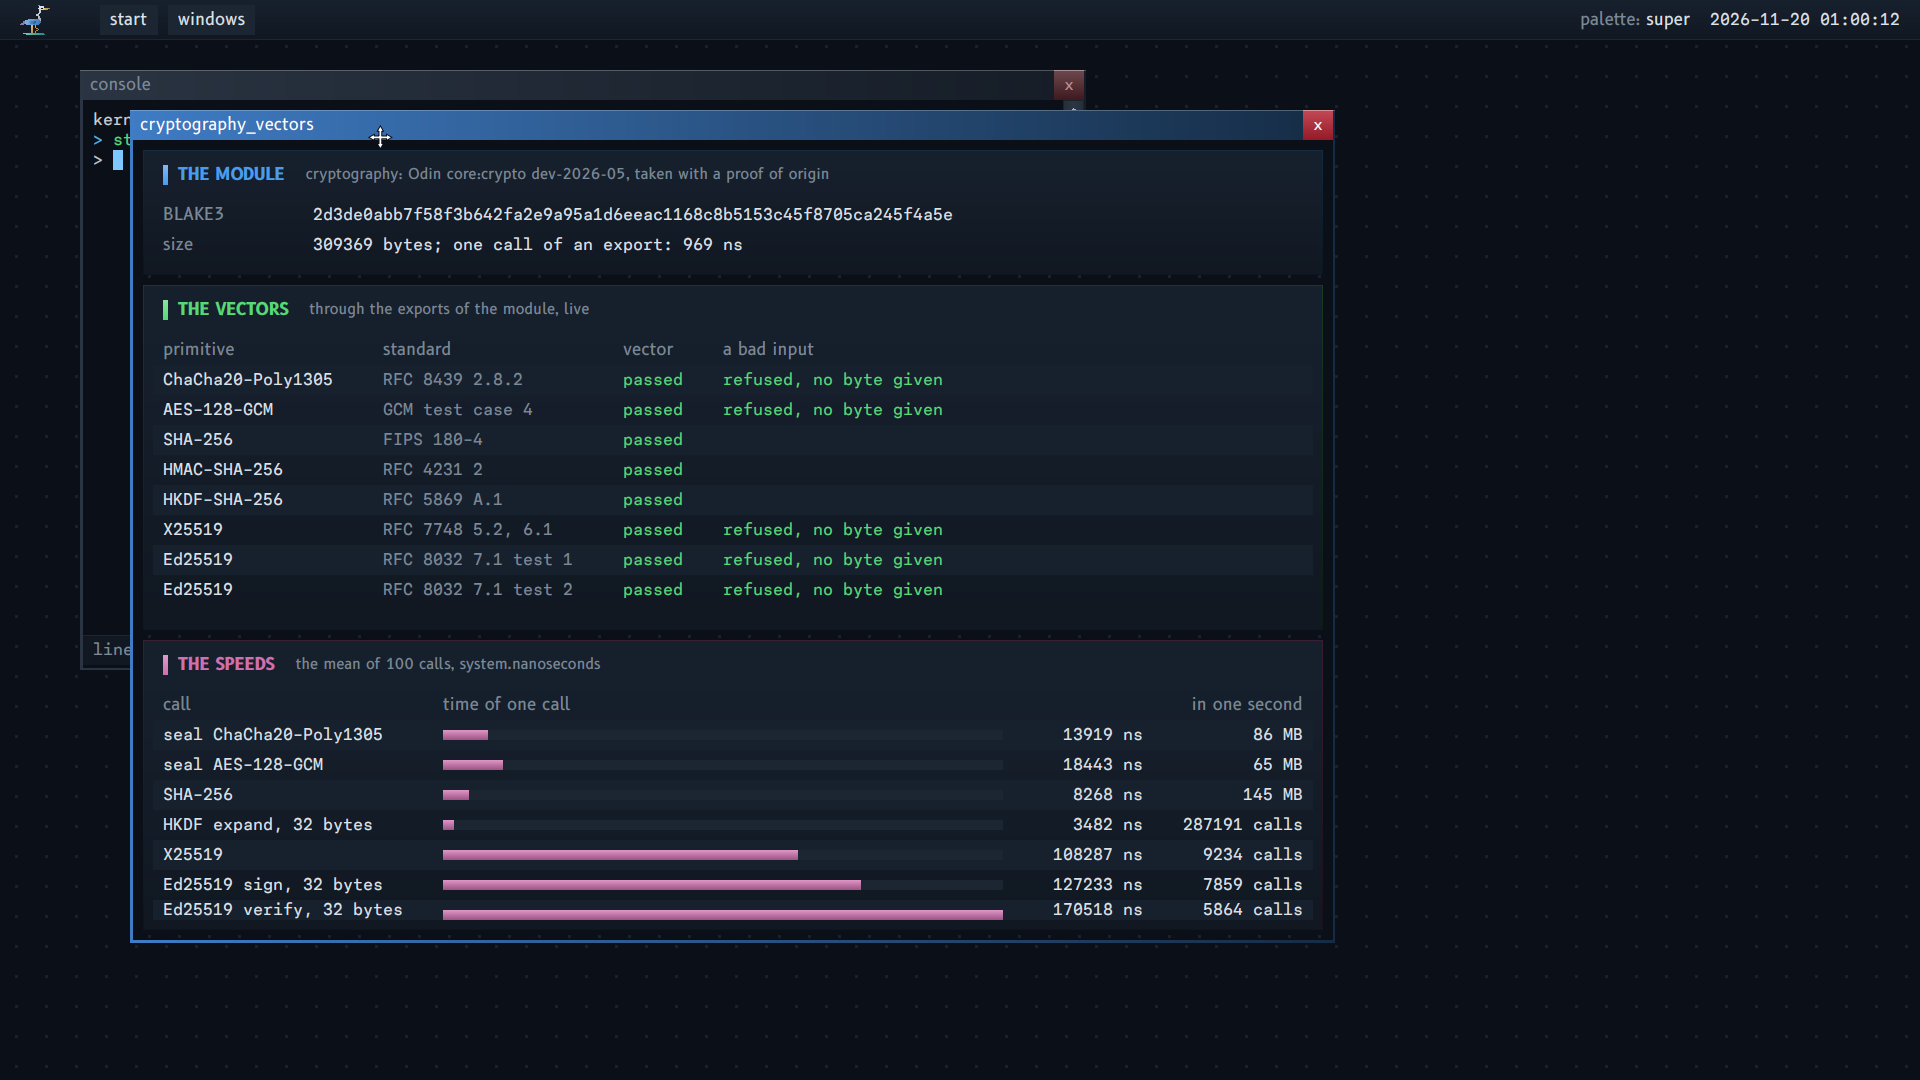 start windows palette: super 2026-11-20 01:00:12
console x
kern
> st
>
line
cryptography_vectors x
THE MODULE cryptography: Odin core:crypto dev-2026-05, taken with a proof of origin
BLAKE3 2d3de0abb7f58f3b642fa2e9a95a1d6eeac1168c8b5153c45f8705ca245f4a5e
size 309369 bytes; one call of an export: 969 ns
THE VECTORS through the exports of the module, live
primitive standard vector a bad input
ChaCha20-Poly1305 RFC 8439 2.8.2 passed refused, no byte given
AES-128-GCM GCM test case 4 passed refused, no byte given
SHA-256 FIPS 180-4 passed
HMAC-SHA-256 RFC 4231 2 passed
HKDF-SHA-256 RFC 5869 A.1 passed
X25519 RFC 7748 5.2, 6.1 passed refused, no byte given
Ed25519 RFC 8032 7.1 test 1 passed refused, no byte given
Ed25519 RFC 8032 7.1 test 2 passed refused, no byte given
THE SPEEDS the mean of 100 calls, system.nanoseconds
call time of one call in one second
seal ChaCha20-Poly1305 13919 ns 86 MB
seal AES-128-GCM 18443 ns 65 MB
SHA-256 8268 ns 145 MB
HKDF expand, 32 bytes 3482 ns 287191 calls
X25519 108287 ns 9234 calls
Ed25519 sign, 32 bytes 127233 ns 7859 calls
Ed25519 verify, 32 bytes 170518 ns 5864 calls